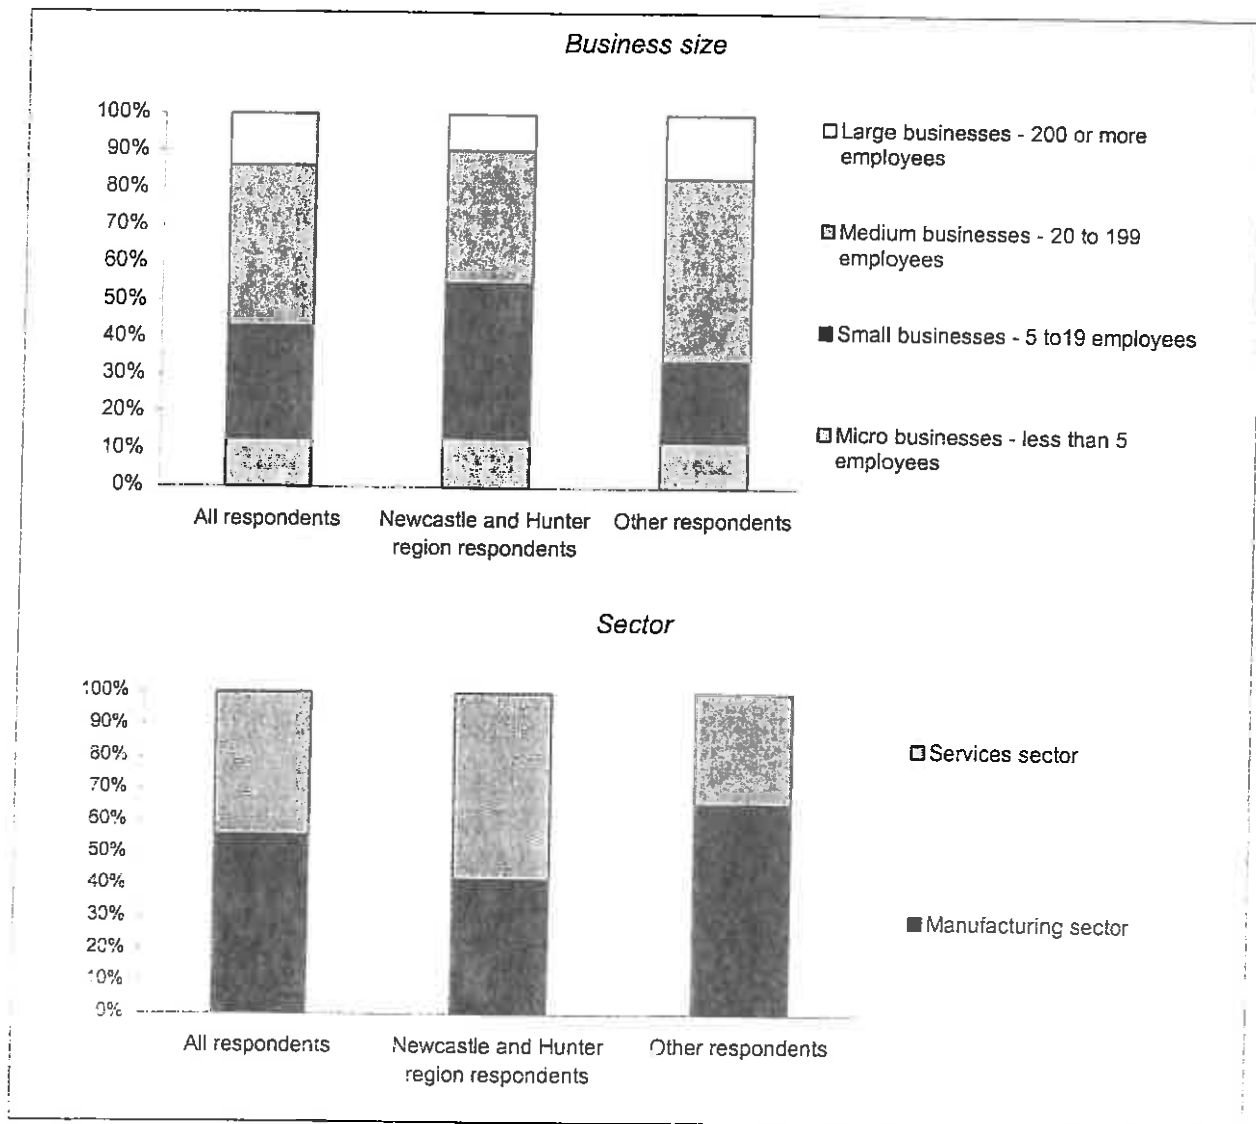 Business size
100%
90%
80%
70%
60%
50%
40%
30%
20%
10%
0%
All respondents
Newcastle and Hunter
region respondents
Other respondents
Large businesses - 200 or more
employees
Medium businesses - 20 to 199
employees
Small businesses - 5 to19 employees
Micro businesses - less than 5
employees
Sector
100%
90%
80%
70%
60%
50%
40%
30%
20%
10%
0%
All respondents
Newcastle and Hunter
region respondents
Other respondents
Services sector
Manufacturing sector